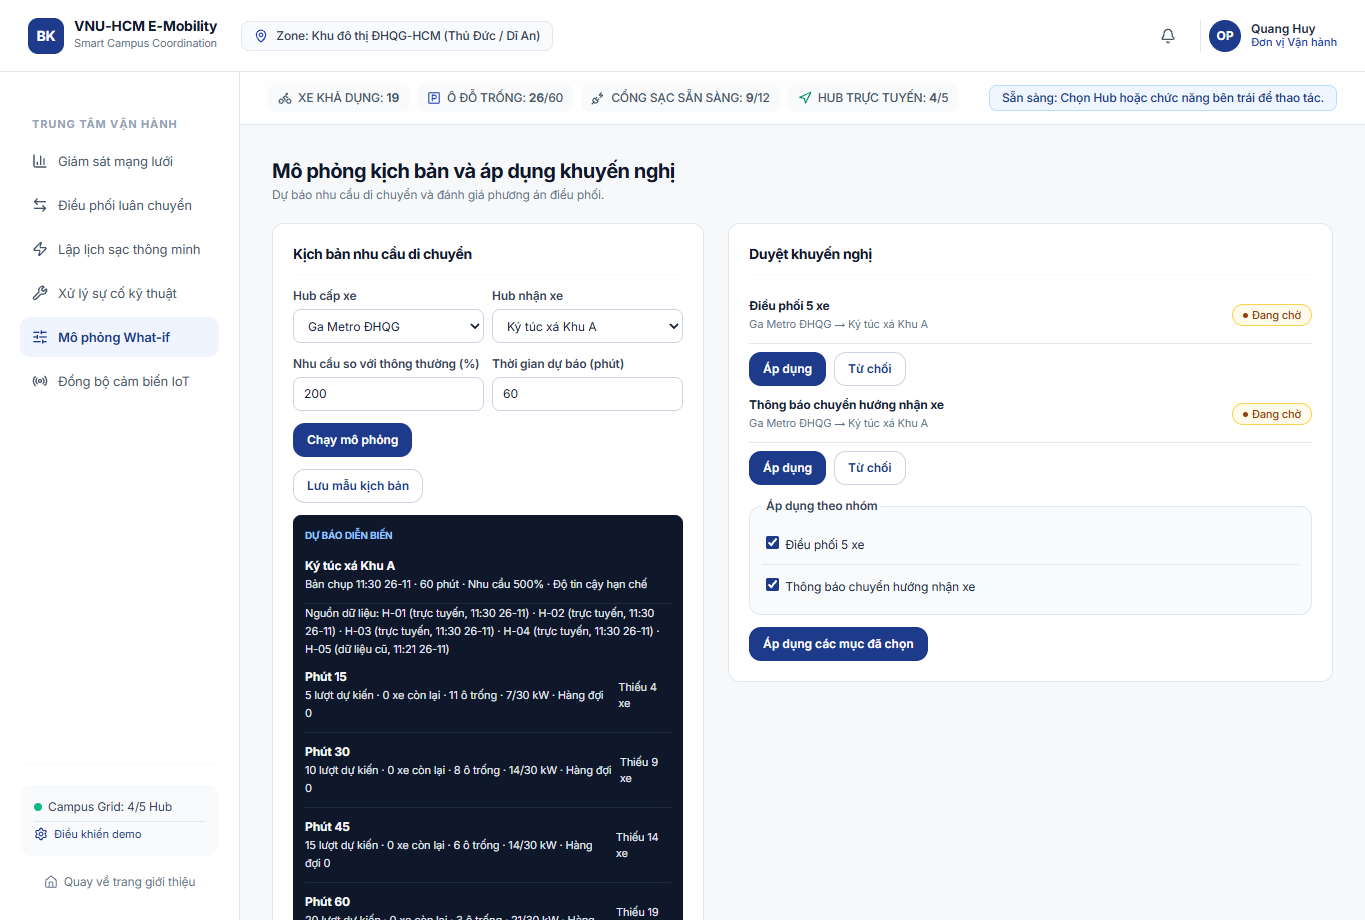 BK
VNU-HCM E-Mobility
Smart Campus Coordination
Zone: Khu đô thị ĐHQG-HCM (Thủ Đức / Dĩ An)
OP
Quang Huy
Đơn vị Vận hành
XE KHẢ DỤNG: 19
Ô ĐỖ TRỐNG: 26/60
CỔNG SẠC SẴN SÀNG: 9/12
HUB TRỰC TUYẾN: 4/5
Sẵn sàng: Chọn Hub hoặc chức năng bên trái để thao tác.
TRUNG TÂM VẬN HÀNH
Giám sát mạng lưới
Điều phối luân chuyển
Lập lịch sạc thông minh
Xử lý sự cố kỹ thuật
Mô phỏng What-if
Đồng bộ cảm biến IoT
Campus Grid: 4/5 Hub
Điều khiển demo
Quay về trang giới thiệu
Mô phỏng kịch bản và áp dụng khuyến nghị
Dự báo nhu cầu di chuyển và đánh giá phương án điều phối.
Kịch bản nhu cầu di chuyển
Hub cấp xe
Hub nhận xe
Ga Metro ĐHQG
Ký túc xá Khu A
Nhu cầu so với thông thường (%)
Thời gian dự báo (phút)
200
60
Chạy mô phỏng
Lưu mẫu kịch bản
DỰ BÁO DIỄN BIẾN
Ký túc xá Khu A
Bản chụp 11:30 26-11 · 60 phút · Nhu cầu 500% · Độ tin cậy hạn chế
Nguồn dữ liệu: H-01 (trực tuyến, 11:30 26-11) · H-02 (trực tuyến, 11:30
26-11) · H-03 (trực tuyến, 11:30 26-11) · H-04 (trực tuyến, 11:30 26-11) ·
H-05 (dữ liệu cũ, 11:21 26-11)
Phút 15
5 lượt dự kiến · 0 xe còn lại · 11 ô trống · 7/30 kW · Hàng đợi
0
Thiếu 4
xe
Phút 30
10 lượt dự kiến · 0 xe còn lại · 8 ô trống · 14/30 kW · Hàng đợi
0
Thiếu 9
xe
Phút 45
15 lượt dự kiến · 0 xe còn lại · 6 ô trống · 14/30 kW · Hàng
đợi 0
Thiếu 14
xe
Phút 60
20 lượt dự kiến · 0 xe còn lại · 3 ô trống · 21/30 kW · Hàng
Thiếu 19
Duyệt khuyến nghị
Điều phối 5 xe
Ga Metro ĐHQG → Ký túc xá Khu A
Đang chờ
Áp dụng
Từ chối
Thông báo chuyển hướng nhận xe
Ga Metro ĐHQG → Ký túc xá Khu A
Đang chờ
Áp dụng
Từ chối
Áp dụng theo nhóm
Điều phối 5 xe
Thông báo chuyển hướng nhận xe
Áp dụng các mục đã chọn